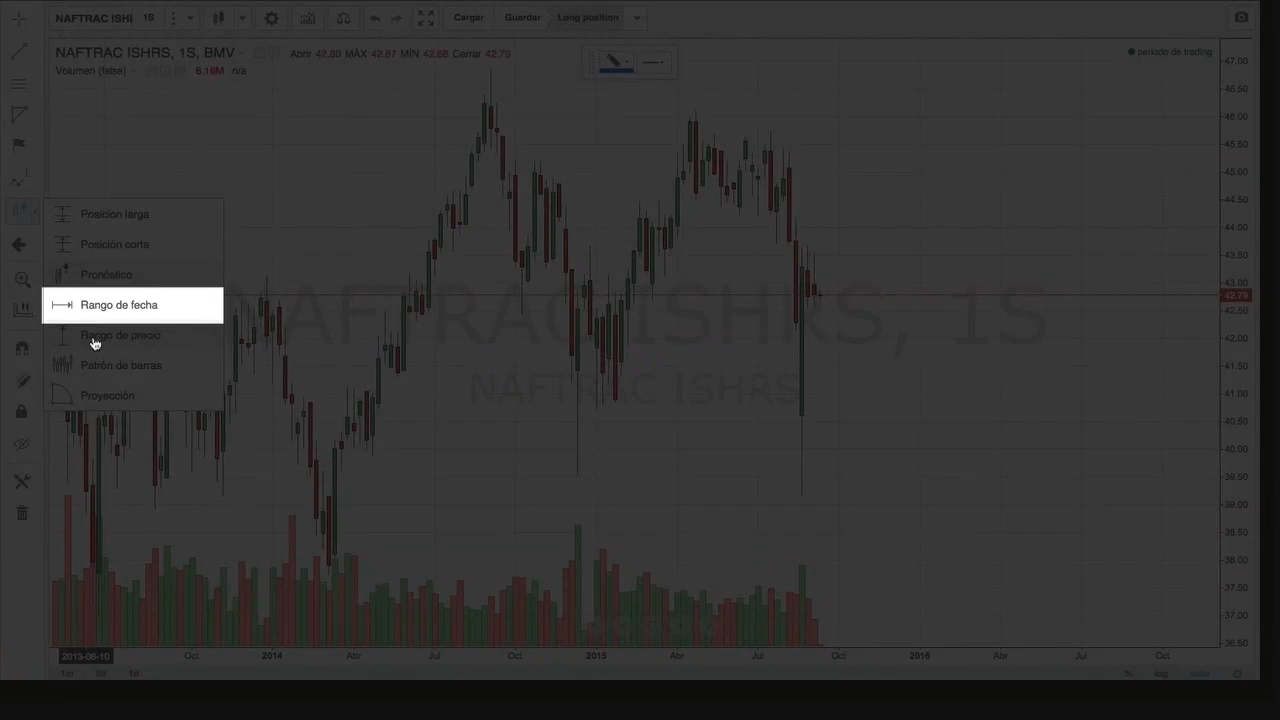 NAFTRAC ISHI 1S Cargar Guardar Long position
NAFTRAC ISHRS, 1S, BMV
Abrir 42.80 MÁX 42.87 MÍN 42.68 Cerrar 42.79
periodo de trading
Volumen (false) 6.16M n/a
47.00
46.50
46.00
45.50
45.00
44.50
44.00
43.50
43.00
42.79
42.00
41.50
41.00
40.50
40.00
39.50
39.00
38.50
38.00
37.50
37.00
36.50
Posicion larga
Posición corta
Pronóstico
Rango de fecha
Rango de precio
Patrón de barras
Proyección
NAFTRAC ISHRS, 1S
NAFTRAC ISHRS
2013-06-10 Oct 2014 Abr Jul Oct 2015 Abr Jul Oct 2016 Abr Jul Oct
1d % log auto